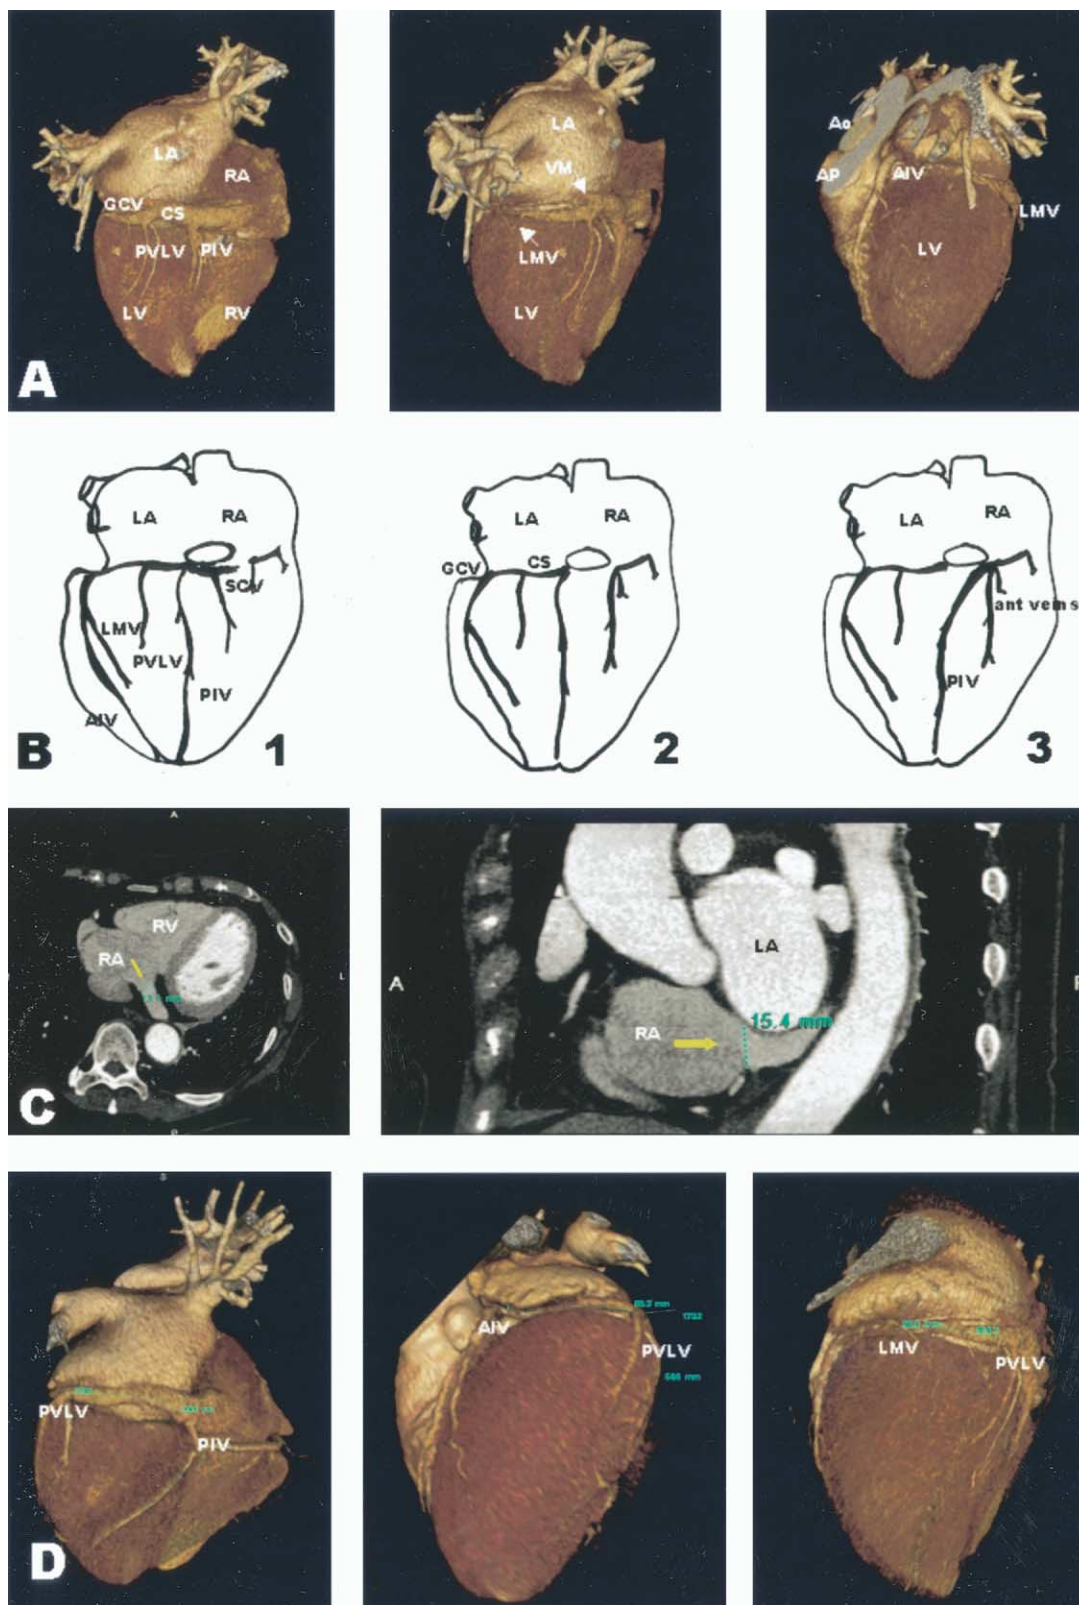 LA
RA
GCV
CS
PVLV
PIV
LV
RV
A
LA
VM
LMV
LV
Ao
AP
AIV
LMV
LV
LA
RA
SCV
LMV
PVLV
PIV
AIV
B
1
LA
RA
GCV
CS
2
LA
RA
ant veins
PIV
3
A
RV
RA
L
C
A
LA
RA
15.4 mm
S
PVLV
PIV
D
AIV
PVLV
LMV
PVLV